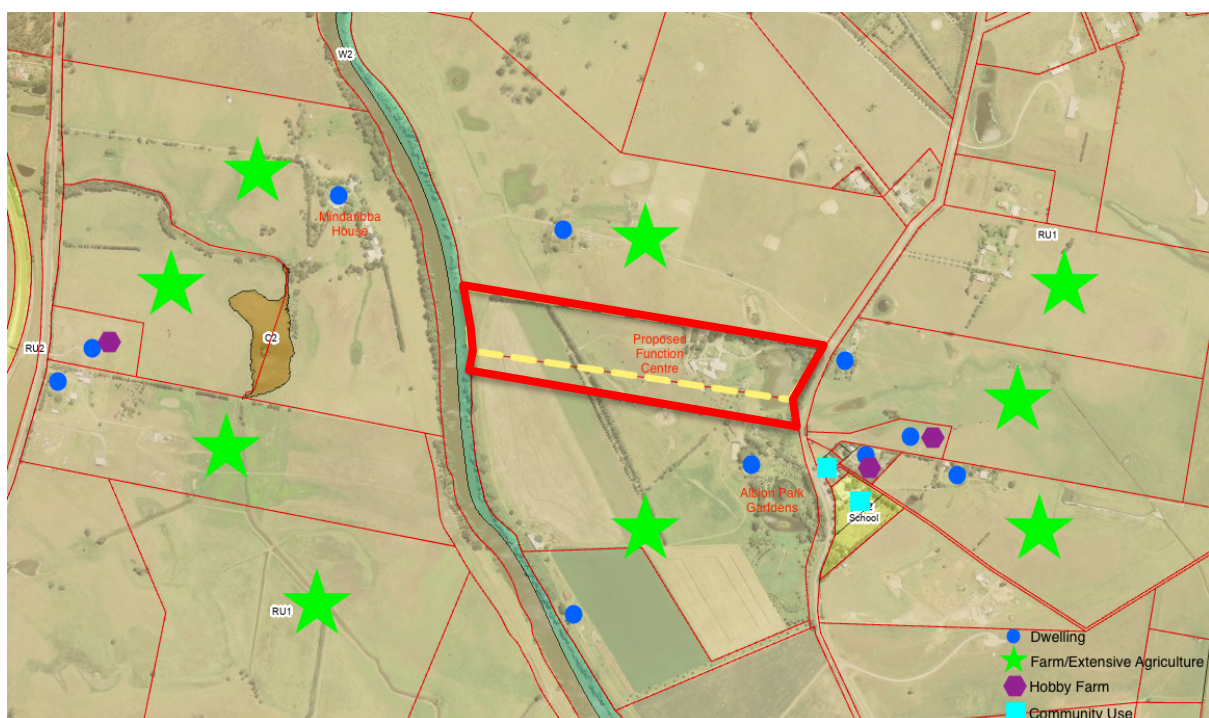 W2
Mindaribba
House
RU1
C2
Proposed
Function
Centre
RU2
Albion Park
Gardens
School
RU1
Dwelling
Farm/Extensive Agriculture
Hobby Farm
Community Use